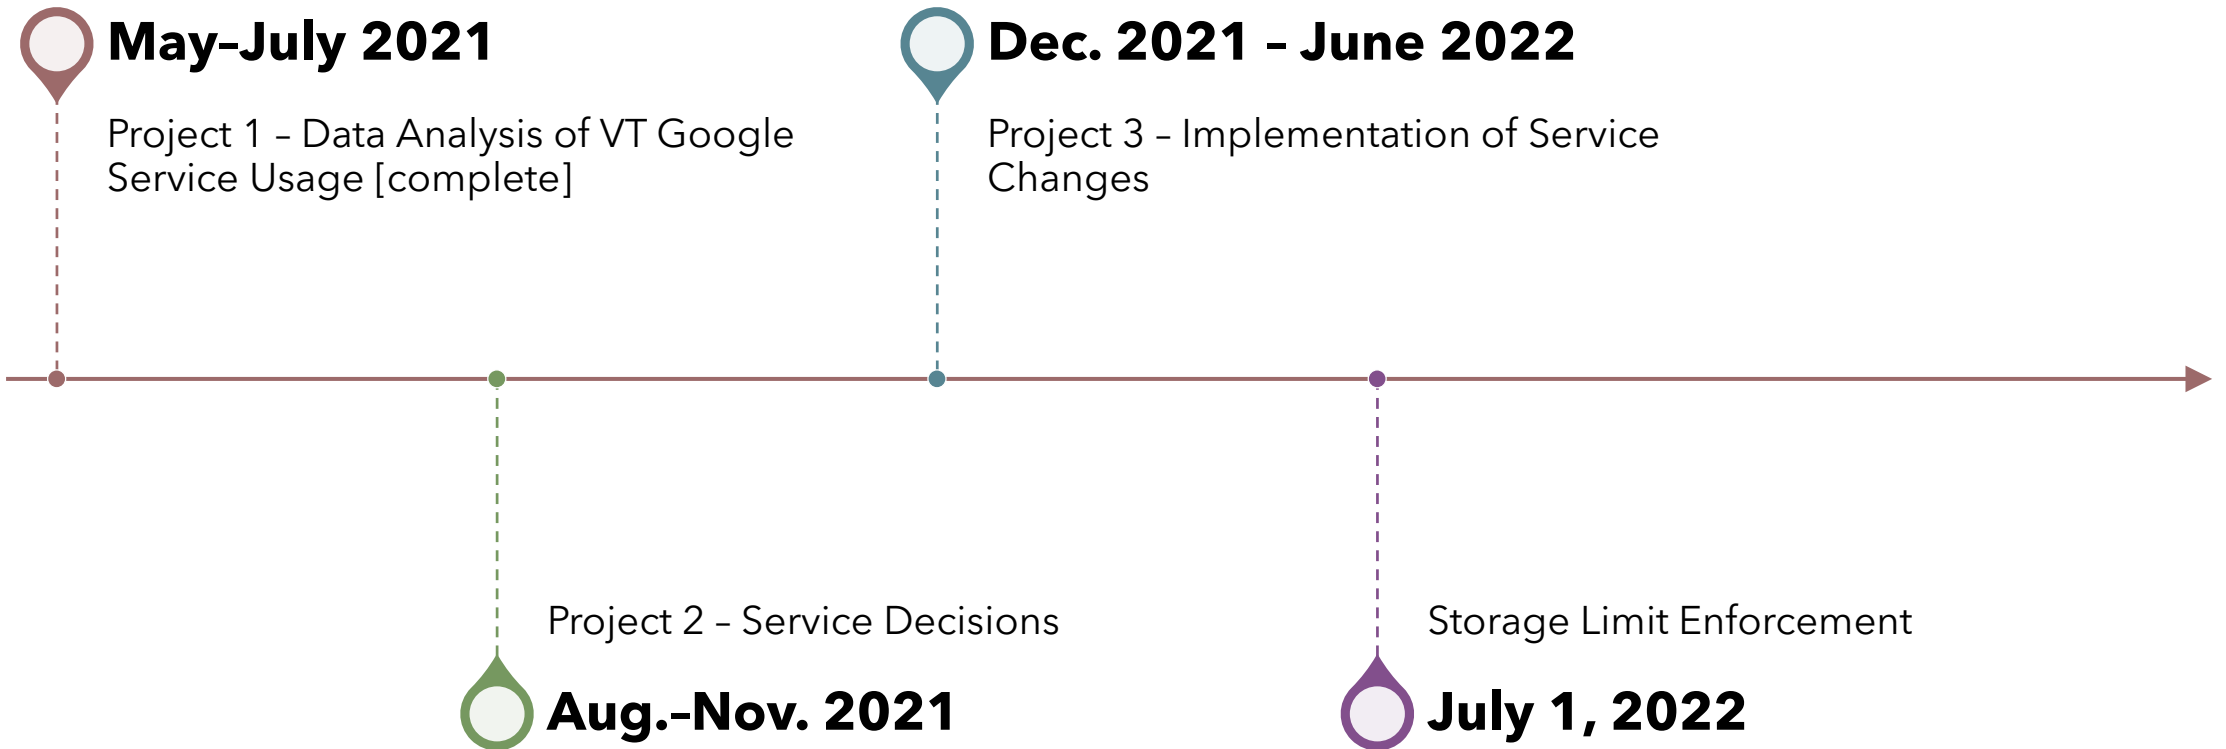 May–July 2021
Project 1 – Data Analysis of VT Google
Service Usage [complete]
Dec. 2021 – June 2022
Project 3 – Implementation of Service
Changes
Project 2 – Service Decisions
Aug.–Nov. 2021
Storage Limit Enforcement
July 1, 2022